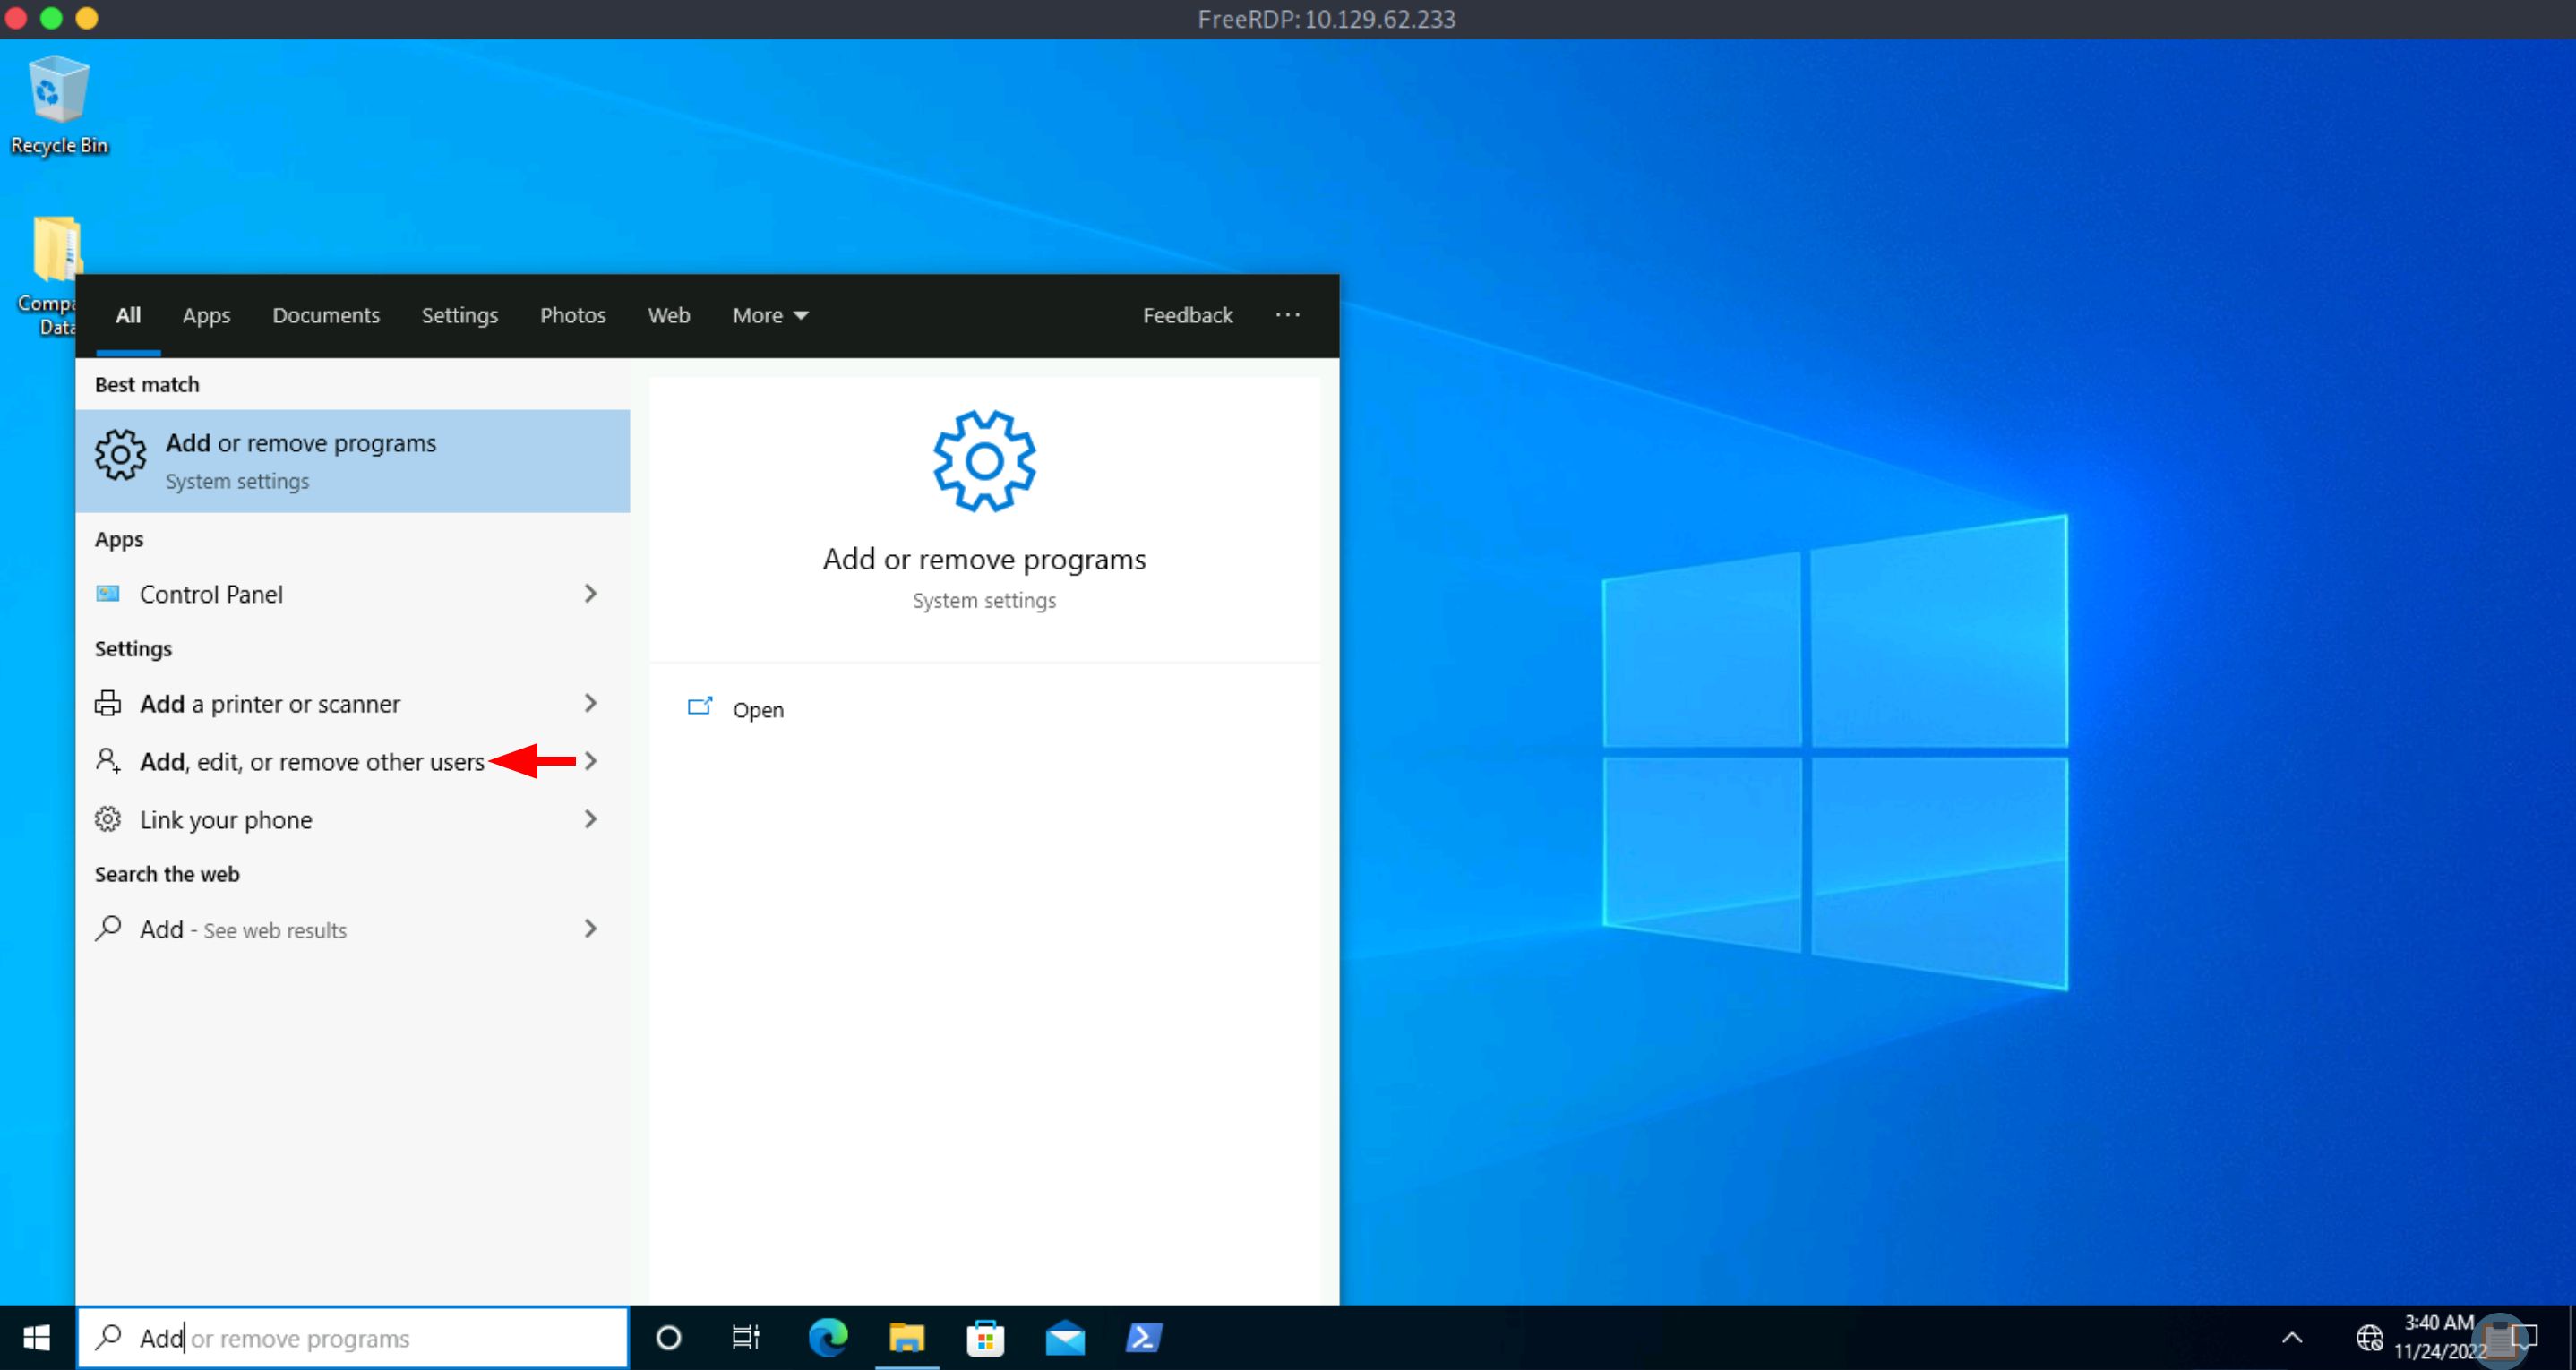 FreeRDP: 10.129.62.233
Recycle Bin
Data
All Apps Documents Settings Photos Web More Feedback ···
Best match
Add or remove programs
System settings
Apps
Control Panel
Settings
Add a printer or scanner
Add, edit, or remove other users
Link your phone
Search the web
Add - See web results
Add or remove programs
System settings
Open
Add or remove programs
3:40 AM
11/24/2022